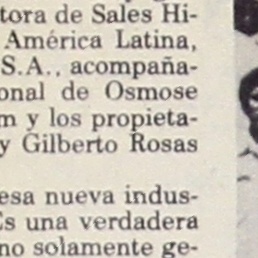 tora de Sales Hi-
América Latina,
S.A., acompaña-
onal de Osmose
m y los propieta-
y Gilberto Rosas
esa nueva indus-
Es una verdadera
no solamente ge-